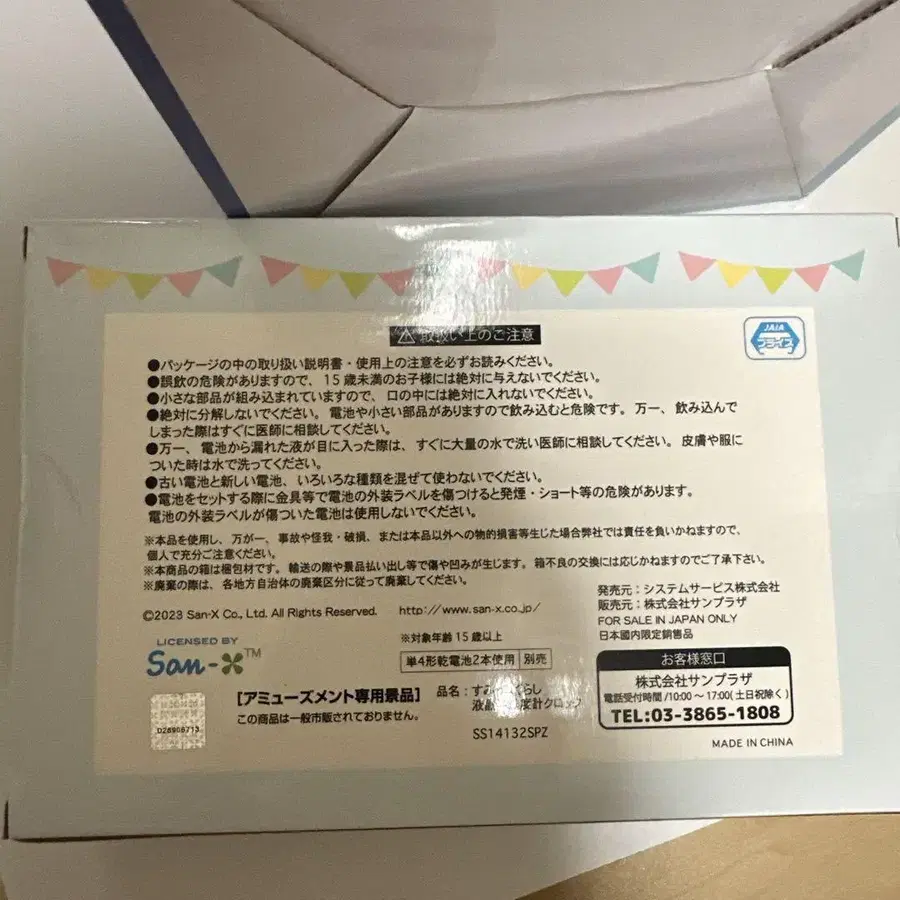 ⚠取扱い上のご注意
JAIA
プライズ
●パッケージの中の取り扱い説明書・使用上の注意を必ずお読みください。
●誤飲の危険がありますので、15歳未満のお子様には絶対に与えないでください。
●小さな部品が組み込まれていますので、口の中には絶対に入れないでください。
●絶対に分解しないでください。電池や小さい部品がありますので飲み込むと危険です。万一、飲み込んで
しまった際はすぐに医師に相談してください。
●万一、電池から漏れた液が目に入った際は、すぐに大量の水で洗い医師に相談してください。皮膚や服に
ついた時は水で洗ってください。
●古い電池と新しい電池、いろいろな種類を混ぜて使わないでください。
●電池をセットする際に金具等で電池の外装ラベルを傷つけると発煙・ショート等の危険があります。
電池の外装ラベルが傷ついた電池は使用しないでください。
※本品を使用し、万が一、事故や怪我・破損、または本品以外への物的損害等生じた場合弊社では責任を負いかねますので、
個人で充分ご注意ください。
※本商品の箱は梱包材です。輸送の際や景品払い出し等で傷や凹みが生じます。箱不良の交換には応じかねますのでご了承下さい。
※廃棄の際は、各地方自治体の廃棄区分に従って廃棄してください。
©2023 San-X Co., Ltd. All Rights Reserved. http://www.san-x.co.jp/
発売元：システムサービス株式会社
販売元：株式会社サンプラザ
FOR SALE IN JAPAN ONLY
日本國内限定銷售品
LICENSED BY
San-X™
※対象年齢15歳以上
単4形乾電池2本使用 別売
[アミューズメント専用景品]
この商品は一般市販されておりません。
品名：すみ
らし
液晶
度計クロック
SS14132SPZ
お客様窓口
株式会社サンプラザ
電話受付時間/10:00～17:00(土日祝除く)
TEL:03-3865-1808
MADE IN CHINA